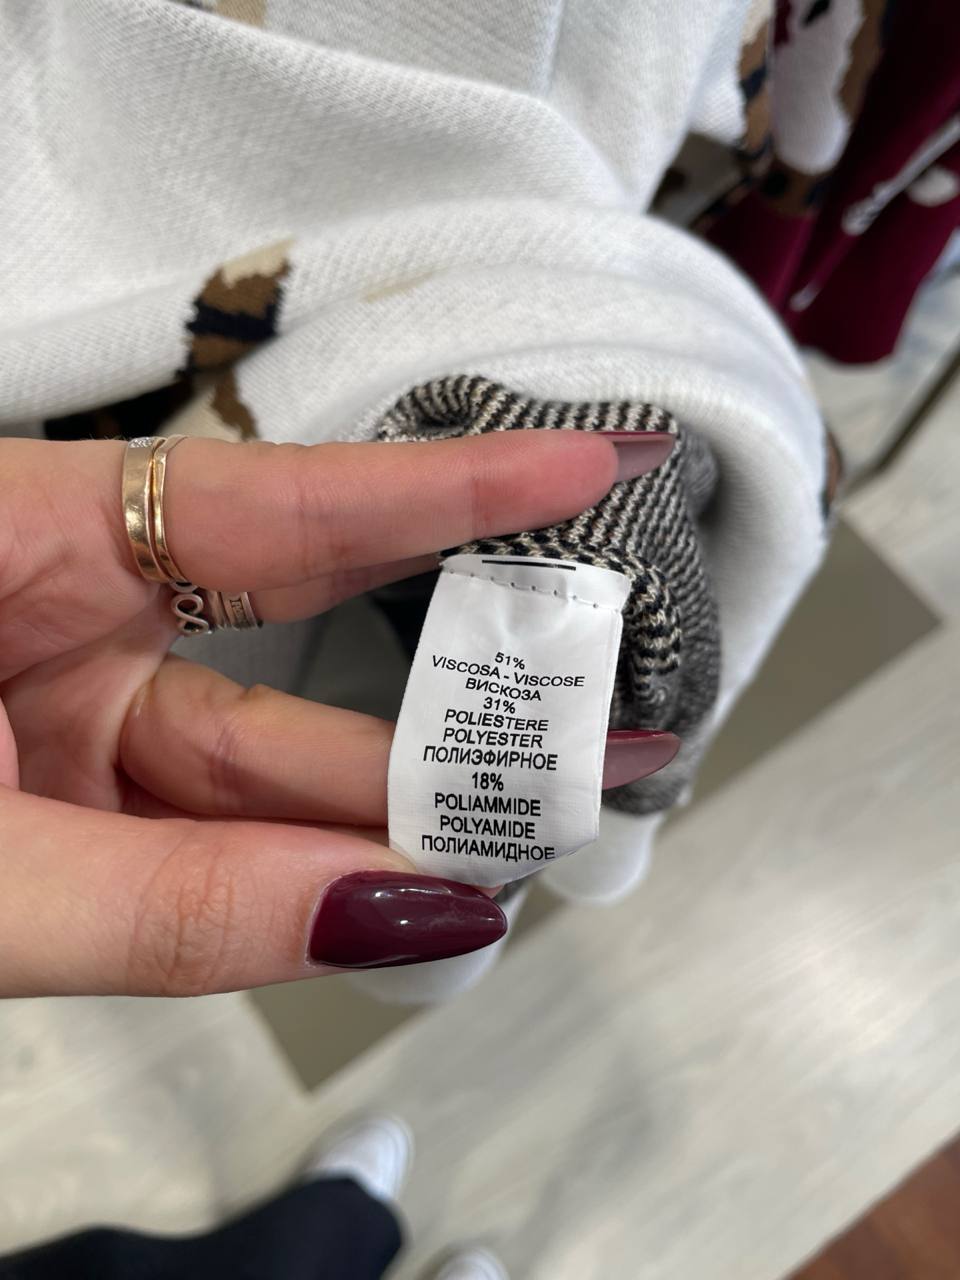 51%
VISCOSA - VISCOSE
ВИСКОЗА
31%
POLIESTERE
POLYESTER
ПОЛИЭФИРНОЕ
18%
POLIAMMIDE
POLYAMIDE
ПОЛИАМИДНОЕ